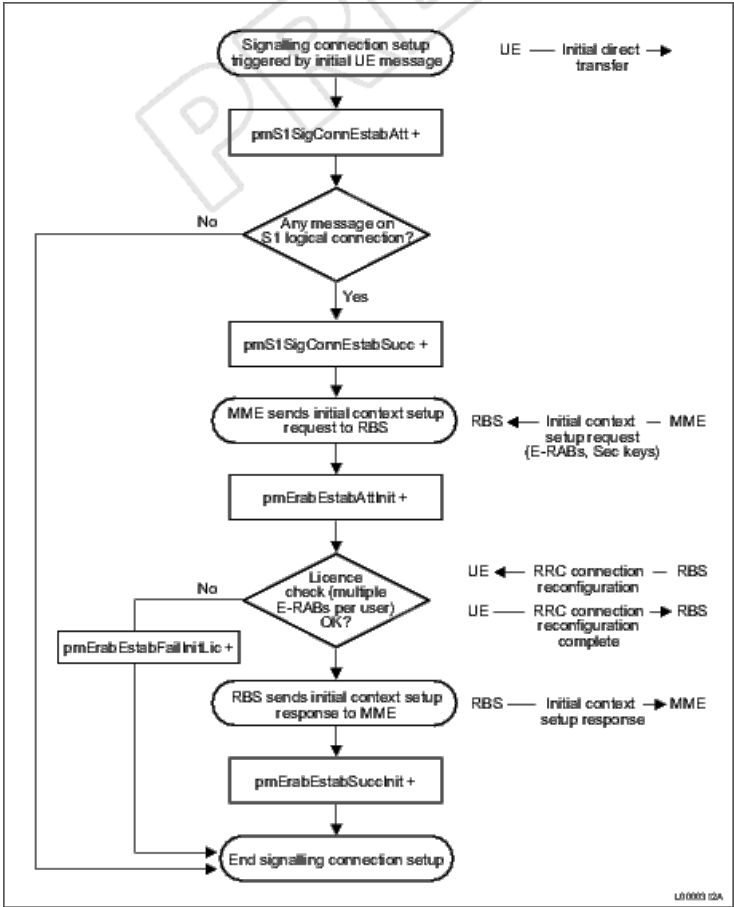 Signalling connection setup
triggered by initial UE message
UE — Initial direct
transfer
pmS1SigConnEstabAtt +
No
Any message on
S1 logical connection?
Yes
pmS1SigConnEstabSucc +
MME sends initial context setup
request to RBS
RBS ← Initial context — MME
setup request
(E-RABs, Sec keys)
pmErabEstabAttInit +
No
Licence
check (multiple
E-RABs per user)
OK?
UE ← RRC connection — RBS
reconfiguration
UE — RRC connection → RBS
reconfiguration
complete
pmErabEstabFailInitLic +
RBS sends initial context setup
response to MME
RBS — Initial context → MME
setup response
pmErabEstabSuccInit +
End signalling connection setup
L0000312A